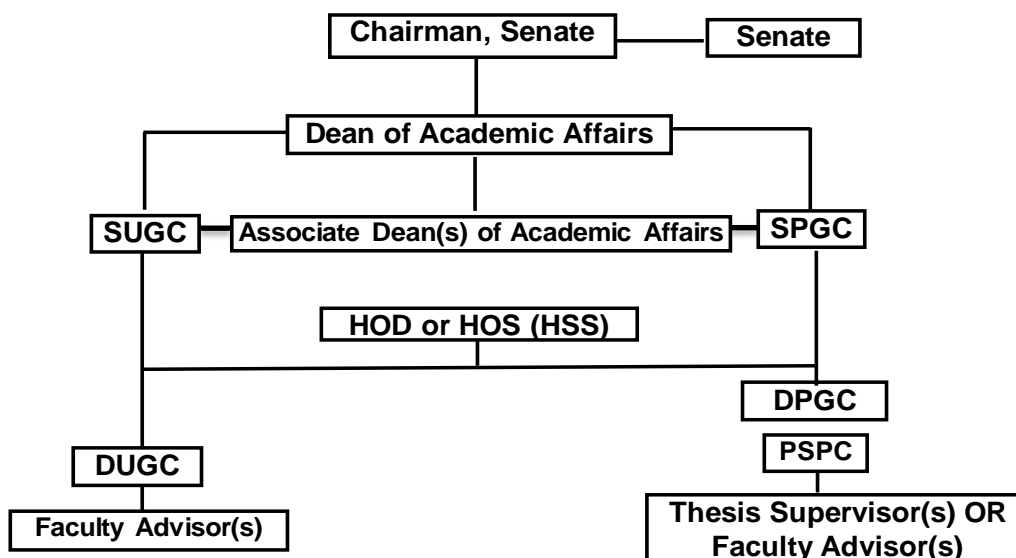 Chairman, Senate
Senate
Dean of Academic Affairs
SUGC
Associate Dean(s) of Academic Affairs
SPGC
HOD or HOS (HSS)
DPGC
DUGC
PSPC
Faculty Advisor(s)
Thesis Supervisor(s) OR
Faculty Advisor(s)